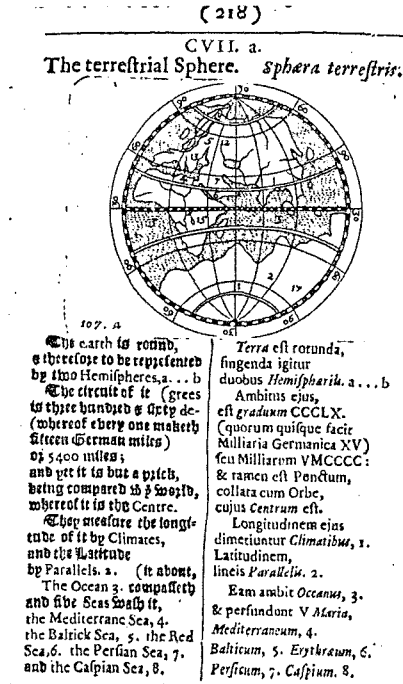 (218)
CVII. a.
The terreſtrial Sphere. Sphæra terreſtris.
107. a
The earth is round,
& therefore to be repreſented
by two Hemiſpheres, a... b
The circuit of it (grees
is three hundred & ſixty de-
(whereof every one maketh
fifteen German miles)
or 5400 miles;
and yet it is but a prick,
being compared with the World,
whereof it is the Centre.
They meaſure the longi-
tude of it by Climates,
and the Latitude
by Parallels. 2. (it about,
The Ocean 3. compaſſeth
and five Seas waſh it,
the Mediterrane Sea, 4.
the Baltick Sea, 5. the Red
Sea, 6. the Perſian Sea, 7.
and the Caſpian Sea, 8.
Terra eſt rotunda,
fingenda igitur
duobus Hemiſphæriis. a... b
Ambitus ejus,
eſt graduum CCCLX.
(quorum quiſque facit
Milliaria Germanica XV)
ſeu Milliarum VMCCCC:
& tamen eſt Punctum,
collata cum Orbe,
cujus Centrum eſt.
Longitudinem ejus
dimetiuntur Climatibus, 1.
Latitudinem,
lineis Parallelis. 2.
Eam ambit Oceanus, 3.
& perfundunt V Maria,
Mediterraneum, 4.
Balticum, 5. Erythræum, 6.
Perſicum, 7. Caſpium. 8.